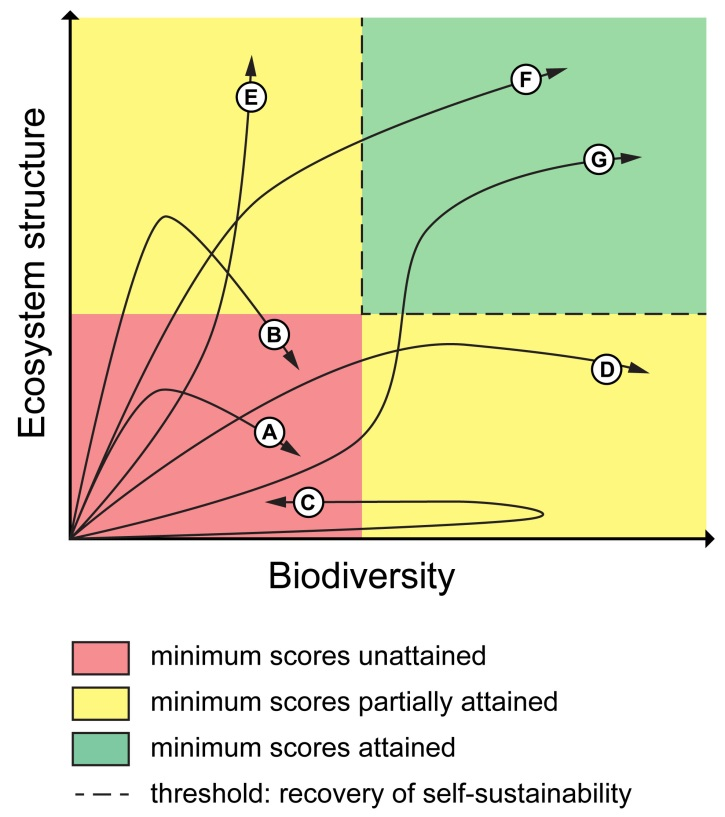 E
F
G
B
D
A
C
Ecosystem structure
Biodiversity
minimum scores unattained
minimum scores partially attained
minimum scores attained
threshold: recovery of self-sustainability